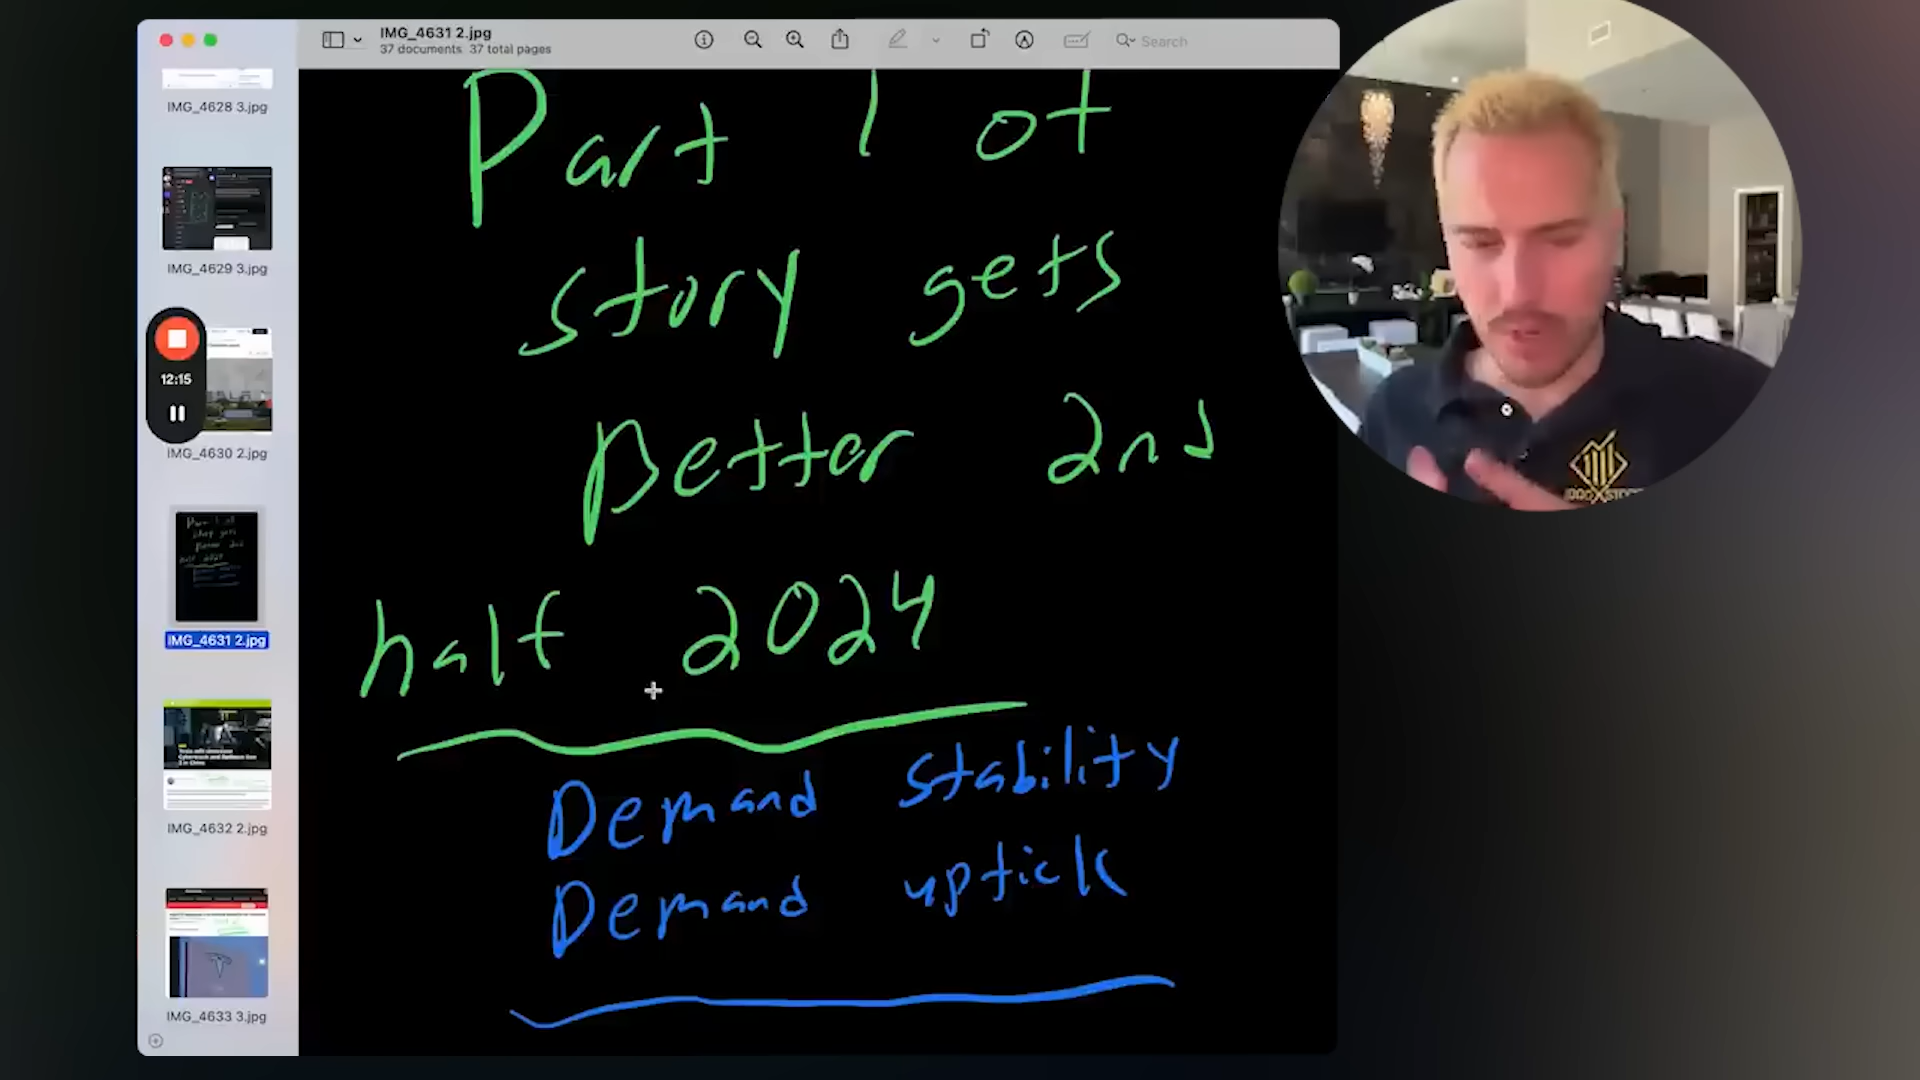 IMG_4631 2.jpg
37 documents  37 total pages
Search
IMG_4628 3.jpg
IMG_4629 3.jpg
12:15
IMG_4630 2.jpg
IMG_4631 2.jpg
IMG_4632 2.jpg
IMG_4633 3.jpg
Part 1 of
story gets
Better 2nd
half 2024
Demand stability
Demand uptick